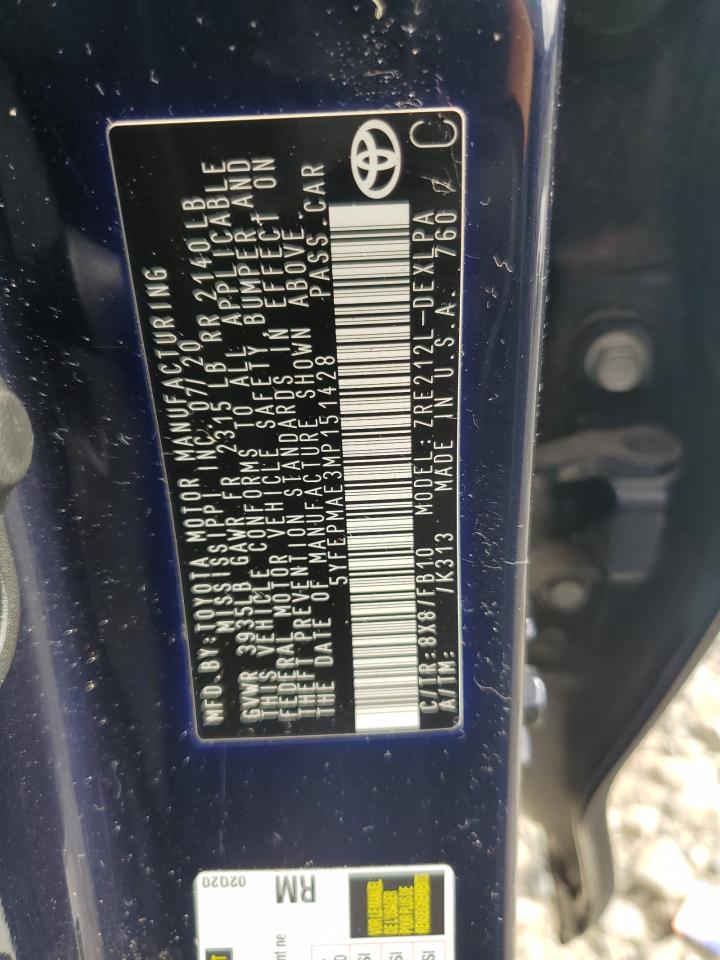 MFD.BY:TOYOTA MOTOR MANUFACTURING
MISSISSIPPI INC. 07/20
GVWR 3935LB GAWR FR 2315 LB RR 2140LB
THIS VEHICLE CONFORMS TO ALL APPLICABLE
FEDERAL MOTOR VEHICLE SAFETY BUMPER AND
THEFT PREVENTION STANDARDS IN EFFECT ON
THE DATE OF MANUFACTURE SHOWN ABOVE.
5YFEPMAE3MP151428 PASS.CAR
C/TR:8X8/FB10 MODEL:ZRE212L-DEXLPA
A/TM: /K313 MADE IN U.S.A. 760 C
RM
02Q20